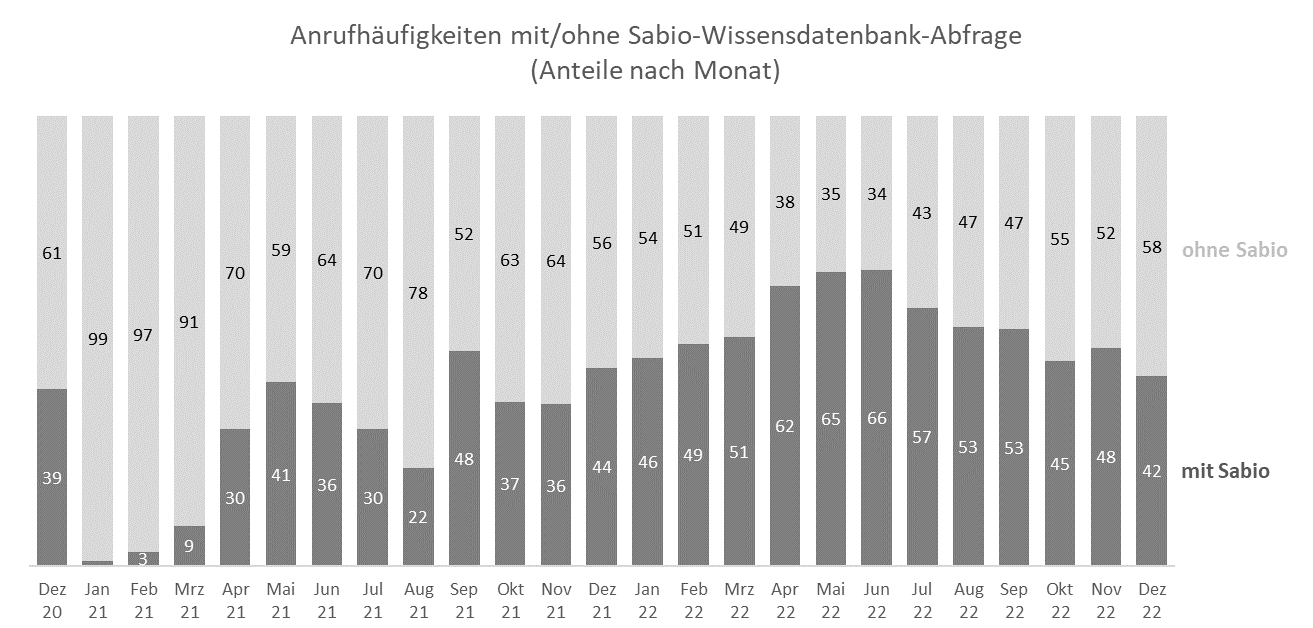 Anrufhäufigkeiten mit/ohne Sabio-Wissensdatenbank-Abfrage
(Anteile nach Monat)
61 99 97 91 70 59 64 70 78 52 63 64 56 54 51 49 38 35 34 43 47 47 55 52 58
ohne Sabio
39 3 9 30 41 36 30 22 48 37 36 44 46 49 51 62 65 66 57 53 53 45 48 42
mit Sabio
Dez Jan Feb Mrz Apr Mai Jun Jul Aug Sep Okt Nov Dez Jan Feb Mrz Apr Mai Jun Jul Aug Sep Okt Nov Dez
20 21 21 21 21 21 21 21 21 21 21 21 21 22 22 22 22 22 22 22 22 22 22 22 22